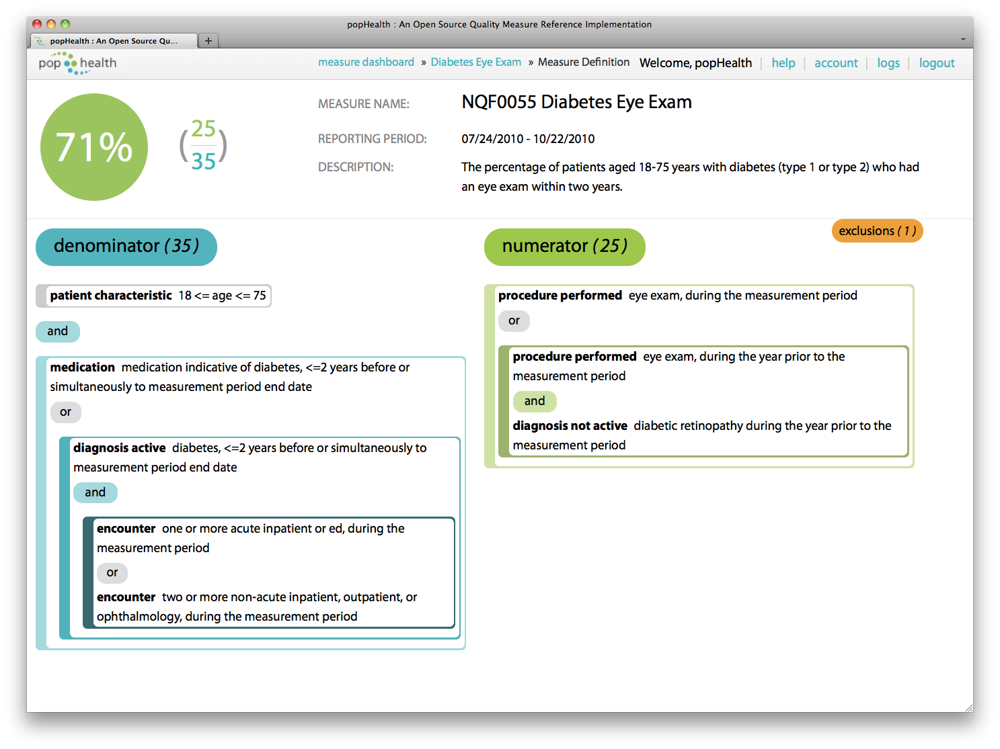 popHealth : An Open Source Quality Measure Reference Implementation
popHealth : An Open Source Qu...
+
pop health
measure dashboard » Diabetes Eye Exam » Measure Definition Welcome, popHealth | help | account | logs | logout
71%
(25/35)
MEASURE NAME: NQF0055 Diabetes Eye Exam
REPORTING PERIOD: 07/24/2010 - 10/22/2010
DESCRIPTION: The percentage of patients aged 18-75 years with diabetes (type 1 or type 2) who had
an eye exam within two years.
denominator (35)
patient characteristic 18 <= age <= 75
and
medication medication indicative of diabetes, <=2 years before or
simultaneously to measurement period end date
or
diagnosis active diabetes, <=2 years before or simultaneously to
measurement period end date
and
encounter one or more acute inpatient or ed, during the
measurement period
or
encounter two or more non-acute inpatient, outpatient, or
ophthalmology, during the measurement period
numerator (25)
exclusions (1)
procedure performed eye exam, during the measurement period
or
procedure performed eye exam, during the year prior to the
measurement period
and
diagnosis not active diabetic retinopathy during the year prior to the
measurement period